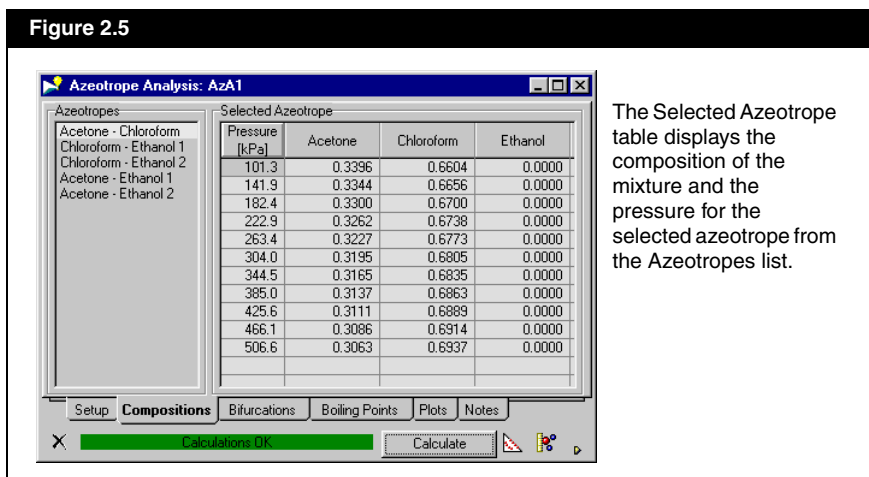 Figure 2.5
Azeotrope Analysis: AzA1
Azeotropes
Acetone - Chloroform
Chloroform - Ethanol 1
Chloroform - Ethanol 2
Acetone - Ethanol 1
Acetone - Ethanol 2
Selected Azeotrope
Pressure [kPa] Acetone Chloroform Ethanol
101.3 0.3396 0.6604 0.0000
141.9 0.3344 0.6656 0.0000
182.4 0.3300 0.6700 0.0000
222.9 0.3262 0.6738 0.0000
263.4 0.3227 0.6773 0.0000
304.0 0.3195 0.6805 0.0000
344.5 0.3165 0.6835 0.0000
385.0 0.3137 0.6863 0.0000
425.6 0.3111 0.6889 0.0000
466.1 0.3086 0.6914 0.0000
506.6 0.3063 0.6937 0.0000
Setup Compositions Bifurcations Boiling Points Plots Notes
Calculations OK Calculate
The Selected Azeotrope
table displays the
composition of the
mixture and the
pressure for the
selected azeotrope from
the Azeotropes list.